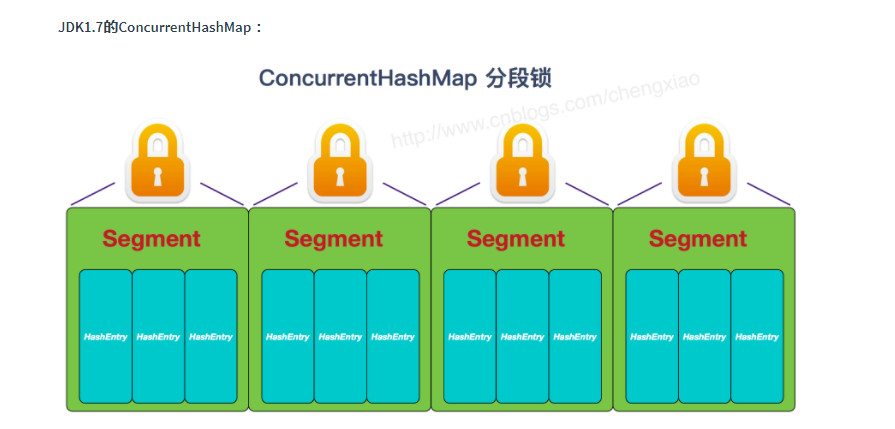 JDK1.7的ConcurrentHashMap：
ConcurrentHashMap 分段锁
http://www.cnblogs.com/chengxiao
Segment Segment Segment Segment
HashEntry HashEntry HashEntry HashEntry HashEntry HashEntry HashEntry HashEntry HashEntry HashEntry HashEntry HashEntry